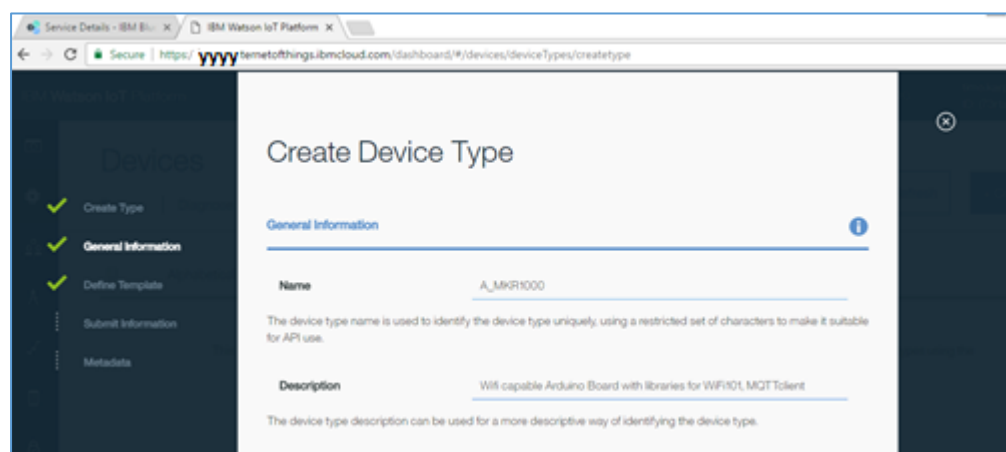 Service Details - IBM Blu
IBM Watson IoT Platform
Secure | https:/ yyyy ternetofthings.ibmcloud.com/dashboard/#/devices/deviceTypes/createtype
IBM Watson IoT Platform
Devices
Create Device Type
Create Type
General Information
General Information
Define Template
Name
A_MKR1000
The device type name is used to identify the device type uniquely, using a restricted set of characters to make it suitable
for API use.
Submit Information
Metadata
Description
Wifi capable Arduino Board with libraries for WiFi101, MQTTclient
The device type description can be used for a more descriptive way of identifying the device type.